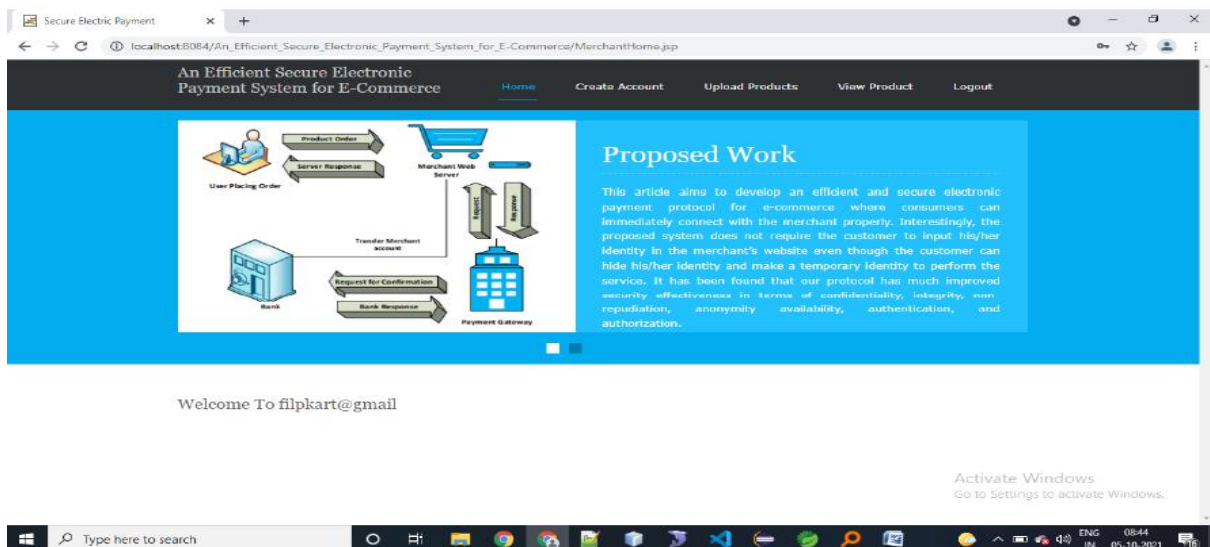 Secure Electric Payment
localhost:8084/An_Efficient_Secure_Electronic_Payment_System_for_E-Commerce/MerchantHome.jsp
An Efficient Secure Electronic
Payment System for E-Commerce
Home Create Account Upload Products View Product Logout
Product Order
Server Response
User Placing Order
Merchant Web
Server
Request
Response
Transfer Merchant
account
Request for Confirmation
Bank Response
Bank
Payment Gateway
Proposed Work
This article aims to develop an efficient and secure electronic
payment protocol for e-commerce where consumers can
immediately connect with the merchant properly. Interestingly, the
proposed system does not require the customer to input his/her
identity in the merchant's website even though the customer can
hide his/her identity and make a temporary identity to perform the
service. It has been found that our protocol has much improved
security effectiveness in terms of confidentiality, integrity, non-
repudiation, anonymity availability, authentication, and
authorization.
Welcome To filpkart@gmail
Activate Windows
Go to Settings to activate Windows.
Type here to search
ENG
IN
08:44
05-10-2021
16